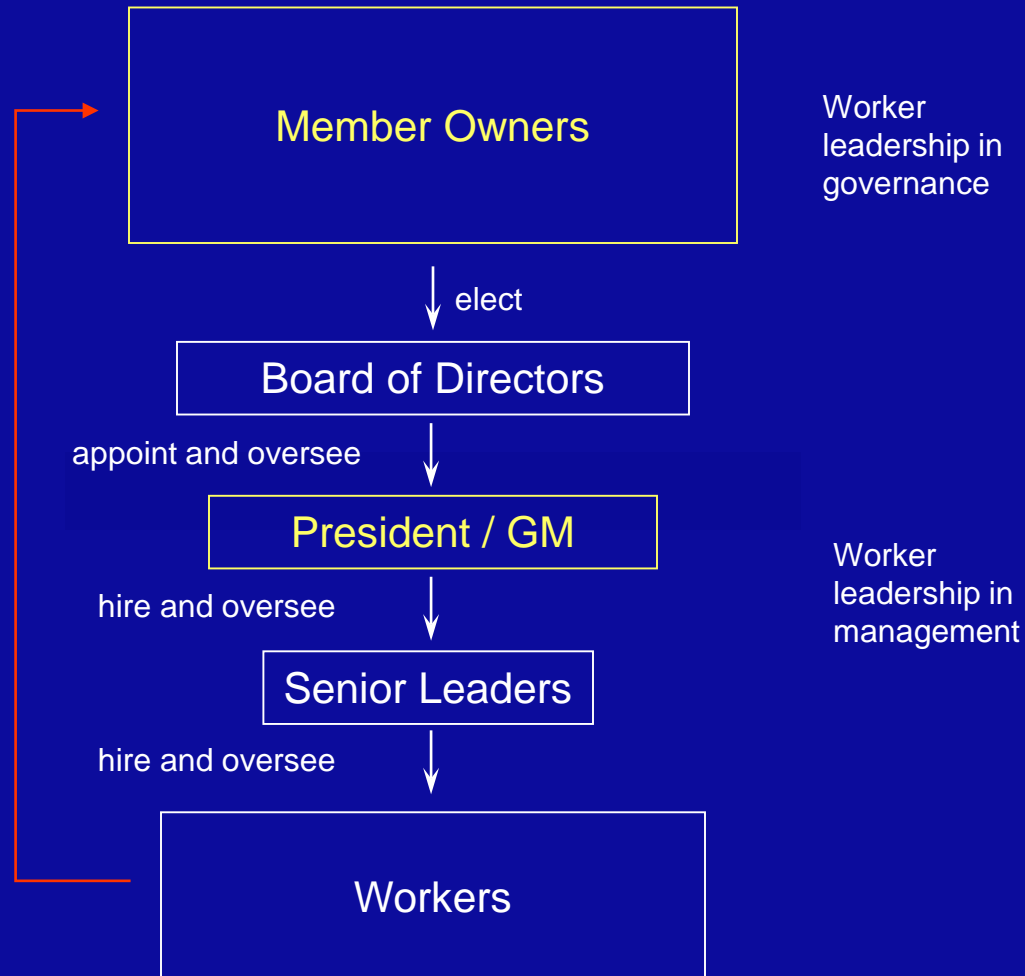 Member Owners
Worker
leadership in
governance
elect
Board of Directors
appoint and oversee
President / GM
Worker
leadership in
management
hire and oversee
Senior Leaders
hire and oversee
Workers